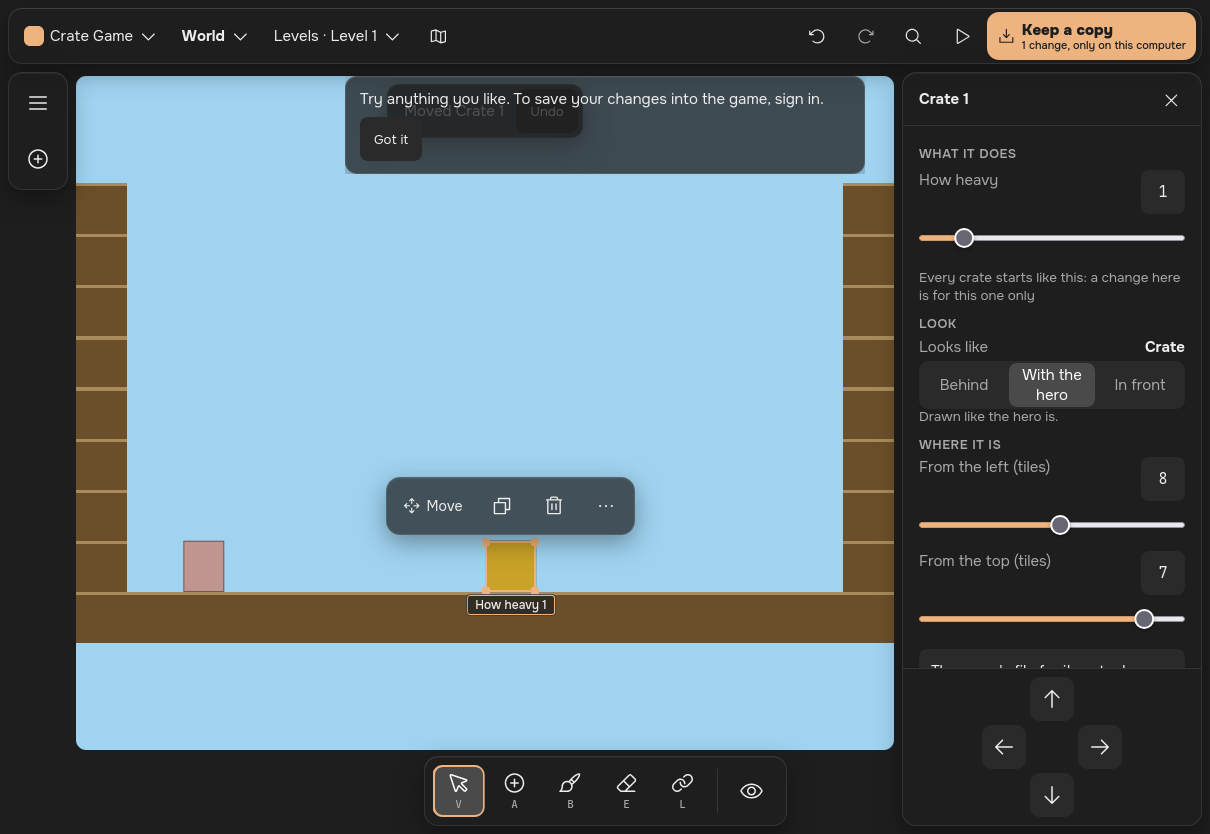 Crate Game
World
Levels · Level 1
Keep a copy
1 change, only on this computer
Try anything you like. To save your changes into the game, sign in.
Moved Crate 1
Undo
Got it
Move
How heavy 1
V
A
B
E
L
Crate 1
WHAT IT DOES
How heavy
1
Every crate starts like this: a change here
is for this one only
LOOK
Looks like
Crate
Behind
With the
hero
In front
Drawn like the hero is.
WHERE IT IS
From the left (tiles)
8
From the top (tiles)
7